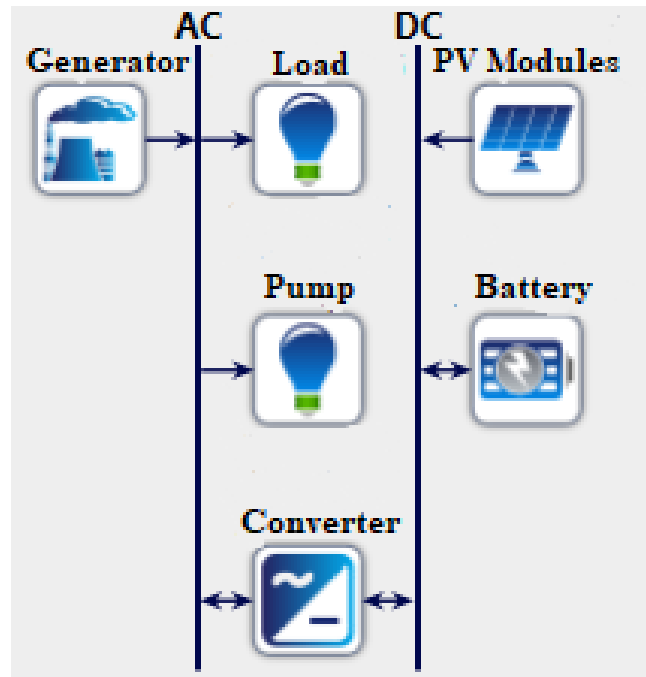 AC DC
Generator Load PV Modules
Pump Battery
Converter